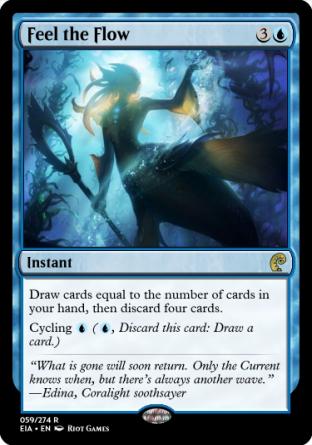 Feel the Flow 3
Instant
Draw cards equal to the number of cards in
your hand, then discard four cards.
Cycling (, Discard this card: Draw a
card.)
“What is gone will soon return. Only the Current
knows when, but there’s always another wave.”
—Edina, Coralight soothsayer
059/274 R
EIA • EN Riot Games